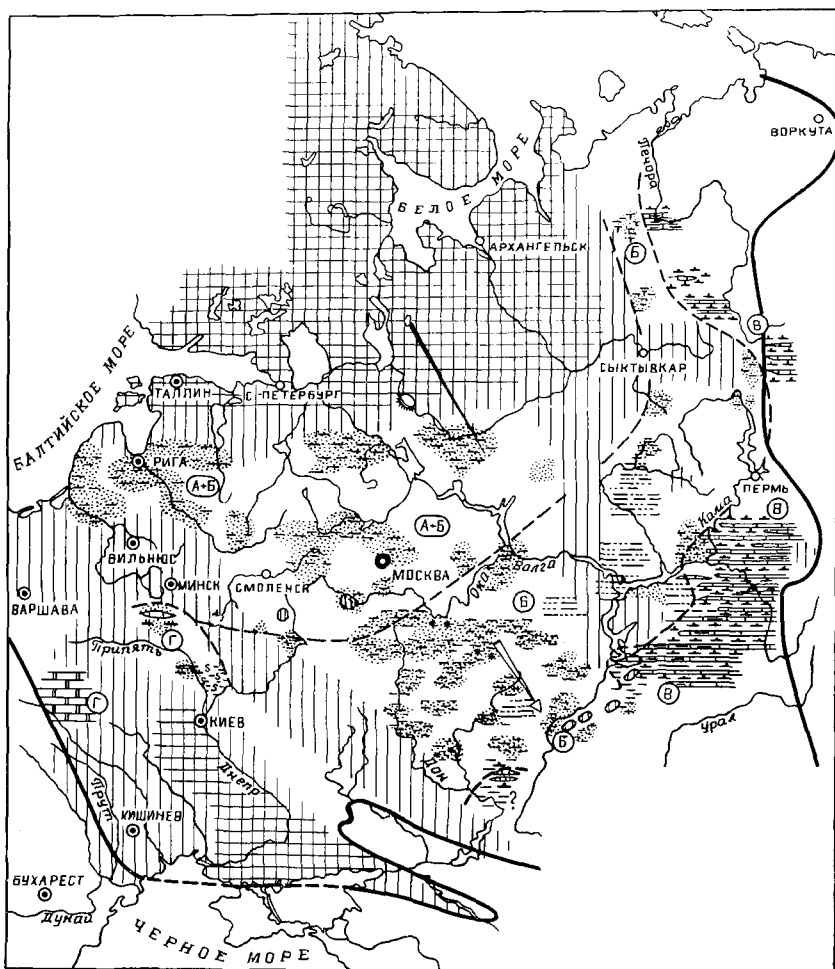 ВОРКУТА
Печора
БЕЛОЕ МОРЕ
АРХАНГЕЛЬСК
Б
В
СЫКТЫВКАР
БАЛТИЙСКОЕ МОРЕ
ТАЛЛИН
С-ПЕТЕРБУРГ
РИГА
А+Б
ПЕРМЬ
В
Кама
А+Б
ВИЛЬНЮС
МОСКВА
Ока
Волга
МИНСК
СМОЛЕНСК
Б
ВАРШАВА
Г
Припять
S S
Г
В
КИЕВ
Урал
Б
Днепр
Дон
?
Прут
КИШИНЕВ
БУХАРЕСТ
Дунай
ЧЕРНОЕ МОРЕ